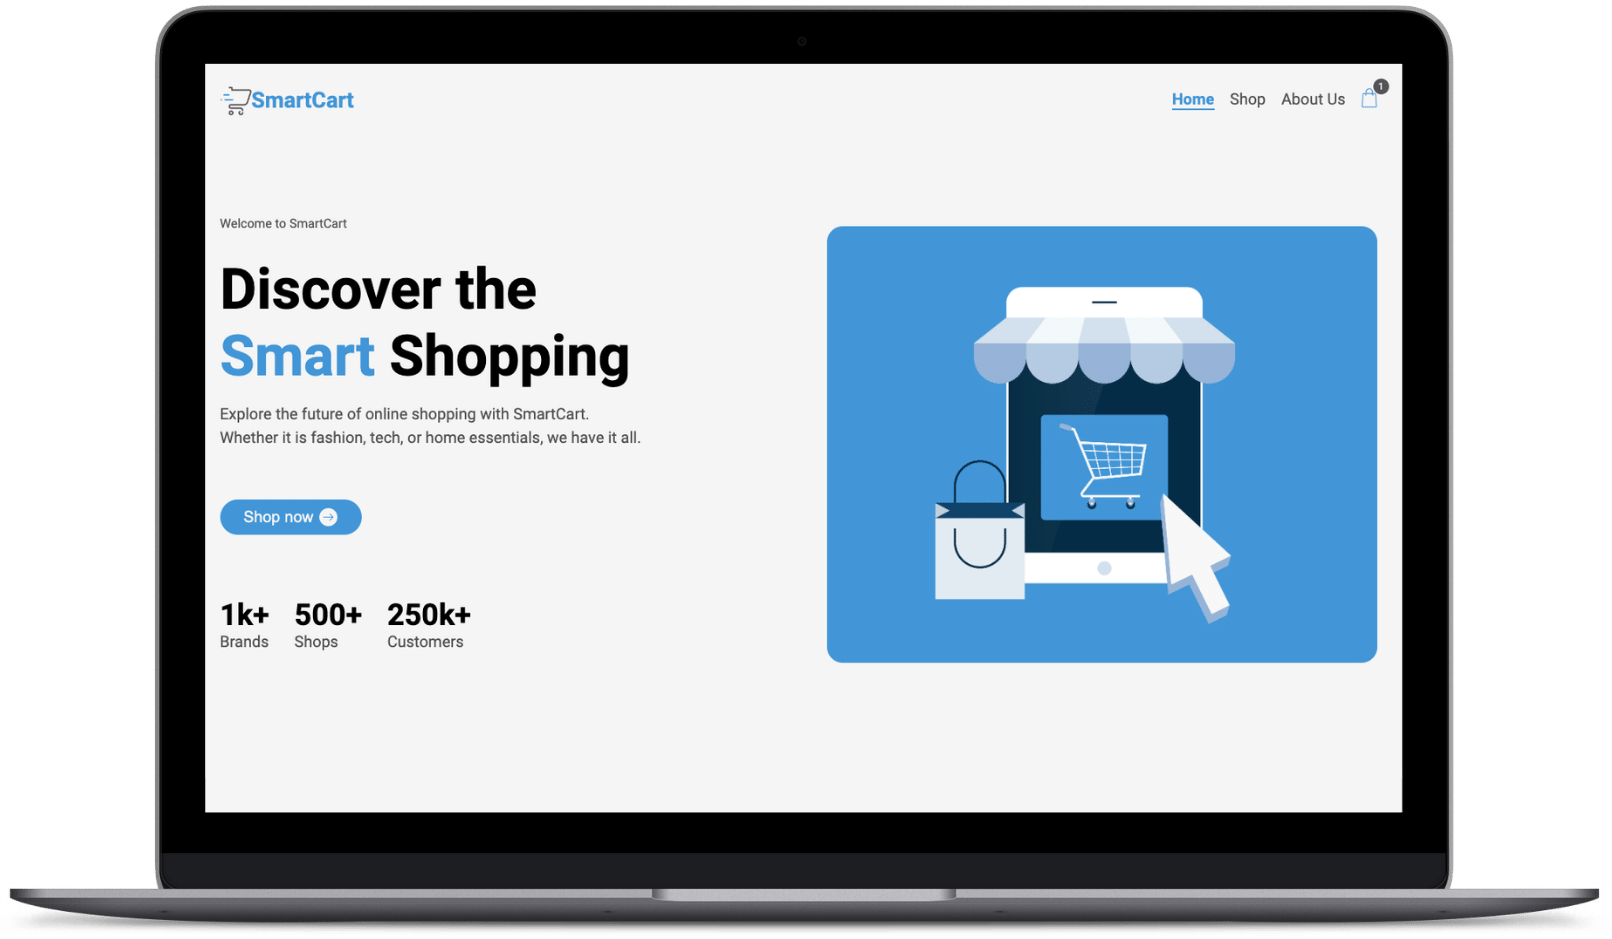 SmartCart
Home Shop About Us 1
Welcome to SmartCart
Discover the
Smart Shopping
Explore the future of online shopping with SmartCart.
Whether it is fashion, tech, or home essentials, we have it all.
Shop now
1k+ 500+ 250k+
Brands Shops Customers